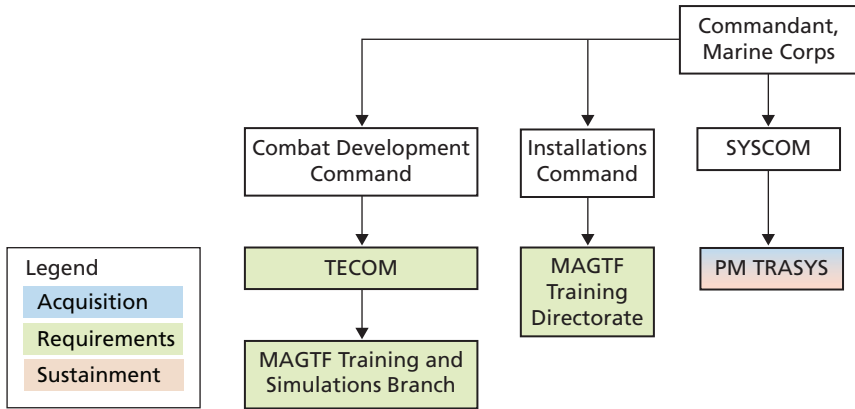 Commandant,
Marine Corps
Combat Development
Command
Installations
Command
SYSCOM
TECOM
MAGTF
Training
Directorate
PM TRASYS
MAGTF Training and
Simulations Branch
Legend
Acquisition
Requirements
Sustainment